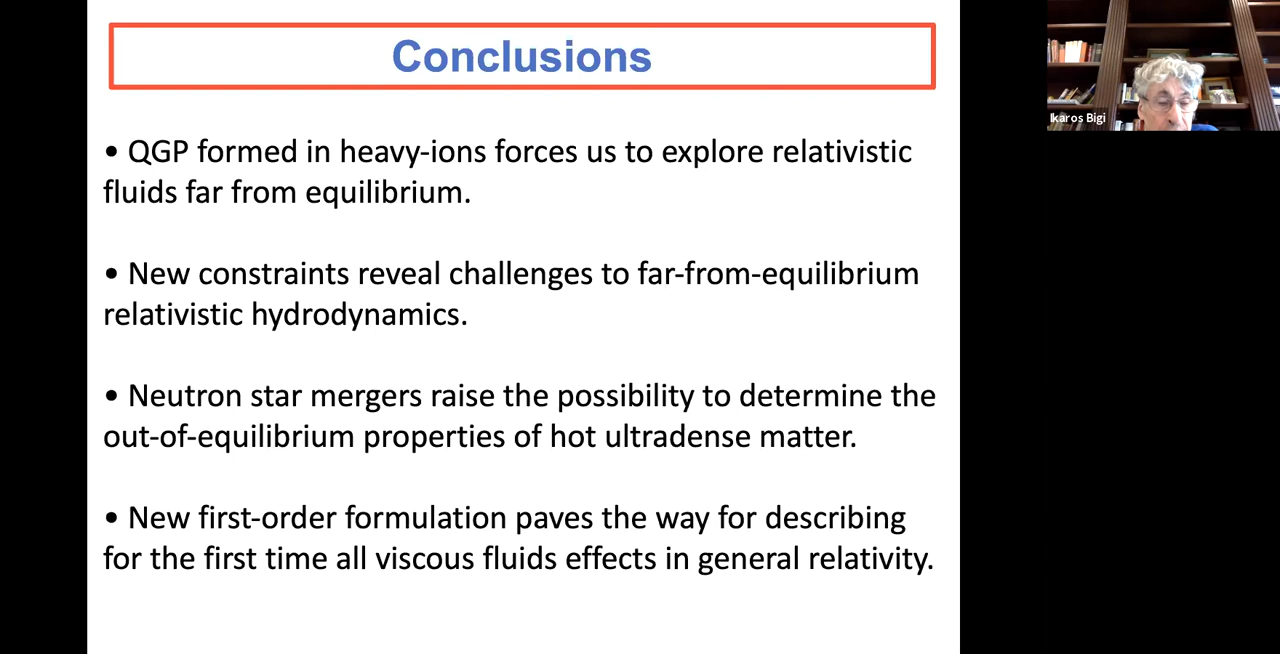 Conclusions
• QGP formed in heavy-ions forces us to explore relativistic
fluids far from equilibrium.
• New constraints reveal challenges to far-from-equilibrium
relativistic hydrodynamics.
• Neutron star mergers raise the possibility to determine the
out-of-equilibrium properties of hot ultradense matter.
• New first-order formulation paves the way for describing
for the first time all viscous fluids effects in general relativity.
Ikaros Bigi